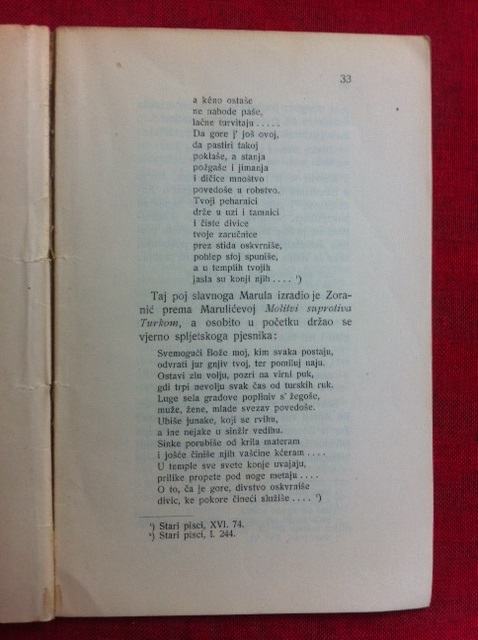 33
a kêno ostaše
ne nahode paše,
lačne turvitaju . . . . .
Da gore j' još ovoj,
da pastiri takoj
poklaše, a stanja
požgaše i jimanja
i dičice mnoštvo
povedoše u robstvo.
Tvoji peharnici
drže u uzi i tamnici
i čiste divice
tvoje zaručnice
prez stida oskvrniše,
pohlep stoj spuniše,
a u templih tvojih
jasla su konji njih . . . . ¹)
Taj poj slavnoga Marula izradio je Zora-
nić prema Marulićevoj Molitvi suprotiva
Turkom, a osobito u početku držao se
vjerno spljetskoga pjesnika:
Svemogući Bože moj, kim svaka postaju,
odvrati jur gnjiv tvoj, ter pomiluj naju.
Ostavi zlu volju, pozri na virni puk,
gdi trpi nevolju svak čas od turskih ruk.
Luge sela gradove popliniv s' žegoše,
muže, žene, mlade svezav povedoše.
Ubiše junake, koji se rvihu,
a ine nejake u sinžir vedihu.
Sinke porubiše od krila materam
i jošće činiše njih vašćine kćeram . . . .
U temple sve svete konje uvajaju,
prilike propete pod noge metaju . . . .
O to, ča je gore, divstvo oskvrniše
divic, ke pokore čineći služiše . . . . ²)
¹) Stari pisci, XVI. 74.
²) Stari pisci, I. 244.